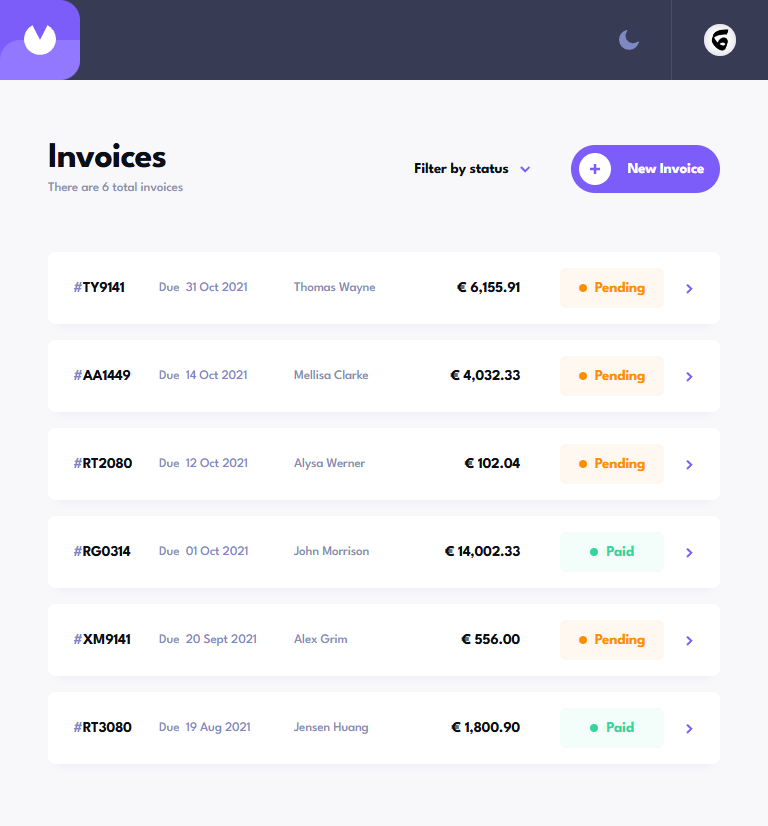 Invoices
There are 6 total invoices
Filter by status
New Invoice
#TY9141 Due 31 Oct 2021 Thomas Wayne € 6,155.91 Pending
#AA1449 Due 14 Oct 2021 Mellisa Clarke € 4,032.33 Pending
#RT2080 Due 12 Oct 2021 Alysa Werner € 102.04 Pending
#RG0314 Due 01 Oct 2021 John Morrison € 14,002.33 Paid
#XM9141 Due 20 Sept 2021 Alex Grim € 556.00 Pending
#RT3080 Due 19 Aug 2021 Jensen Huang € 1,800.90 Paid